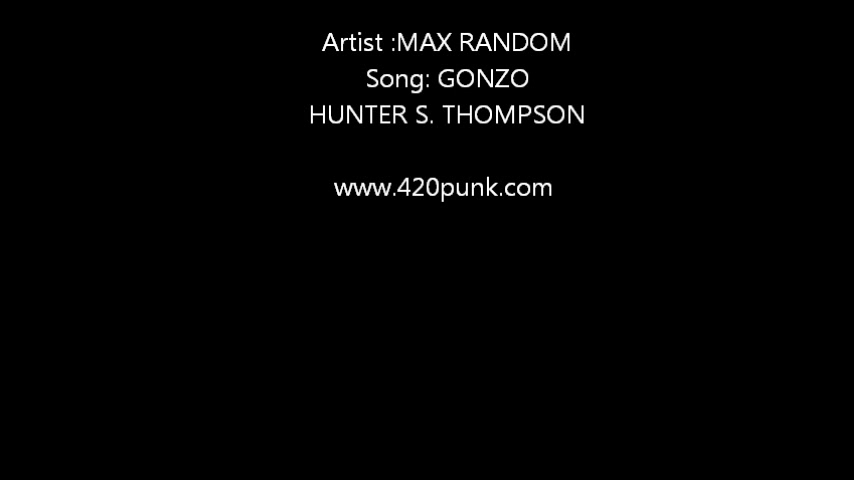 Artist :MAX RANDOM
Song: GONZO
HUNTER S. THOMPSON
www.420punk.com